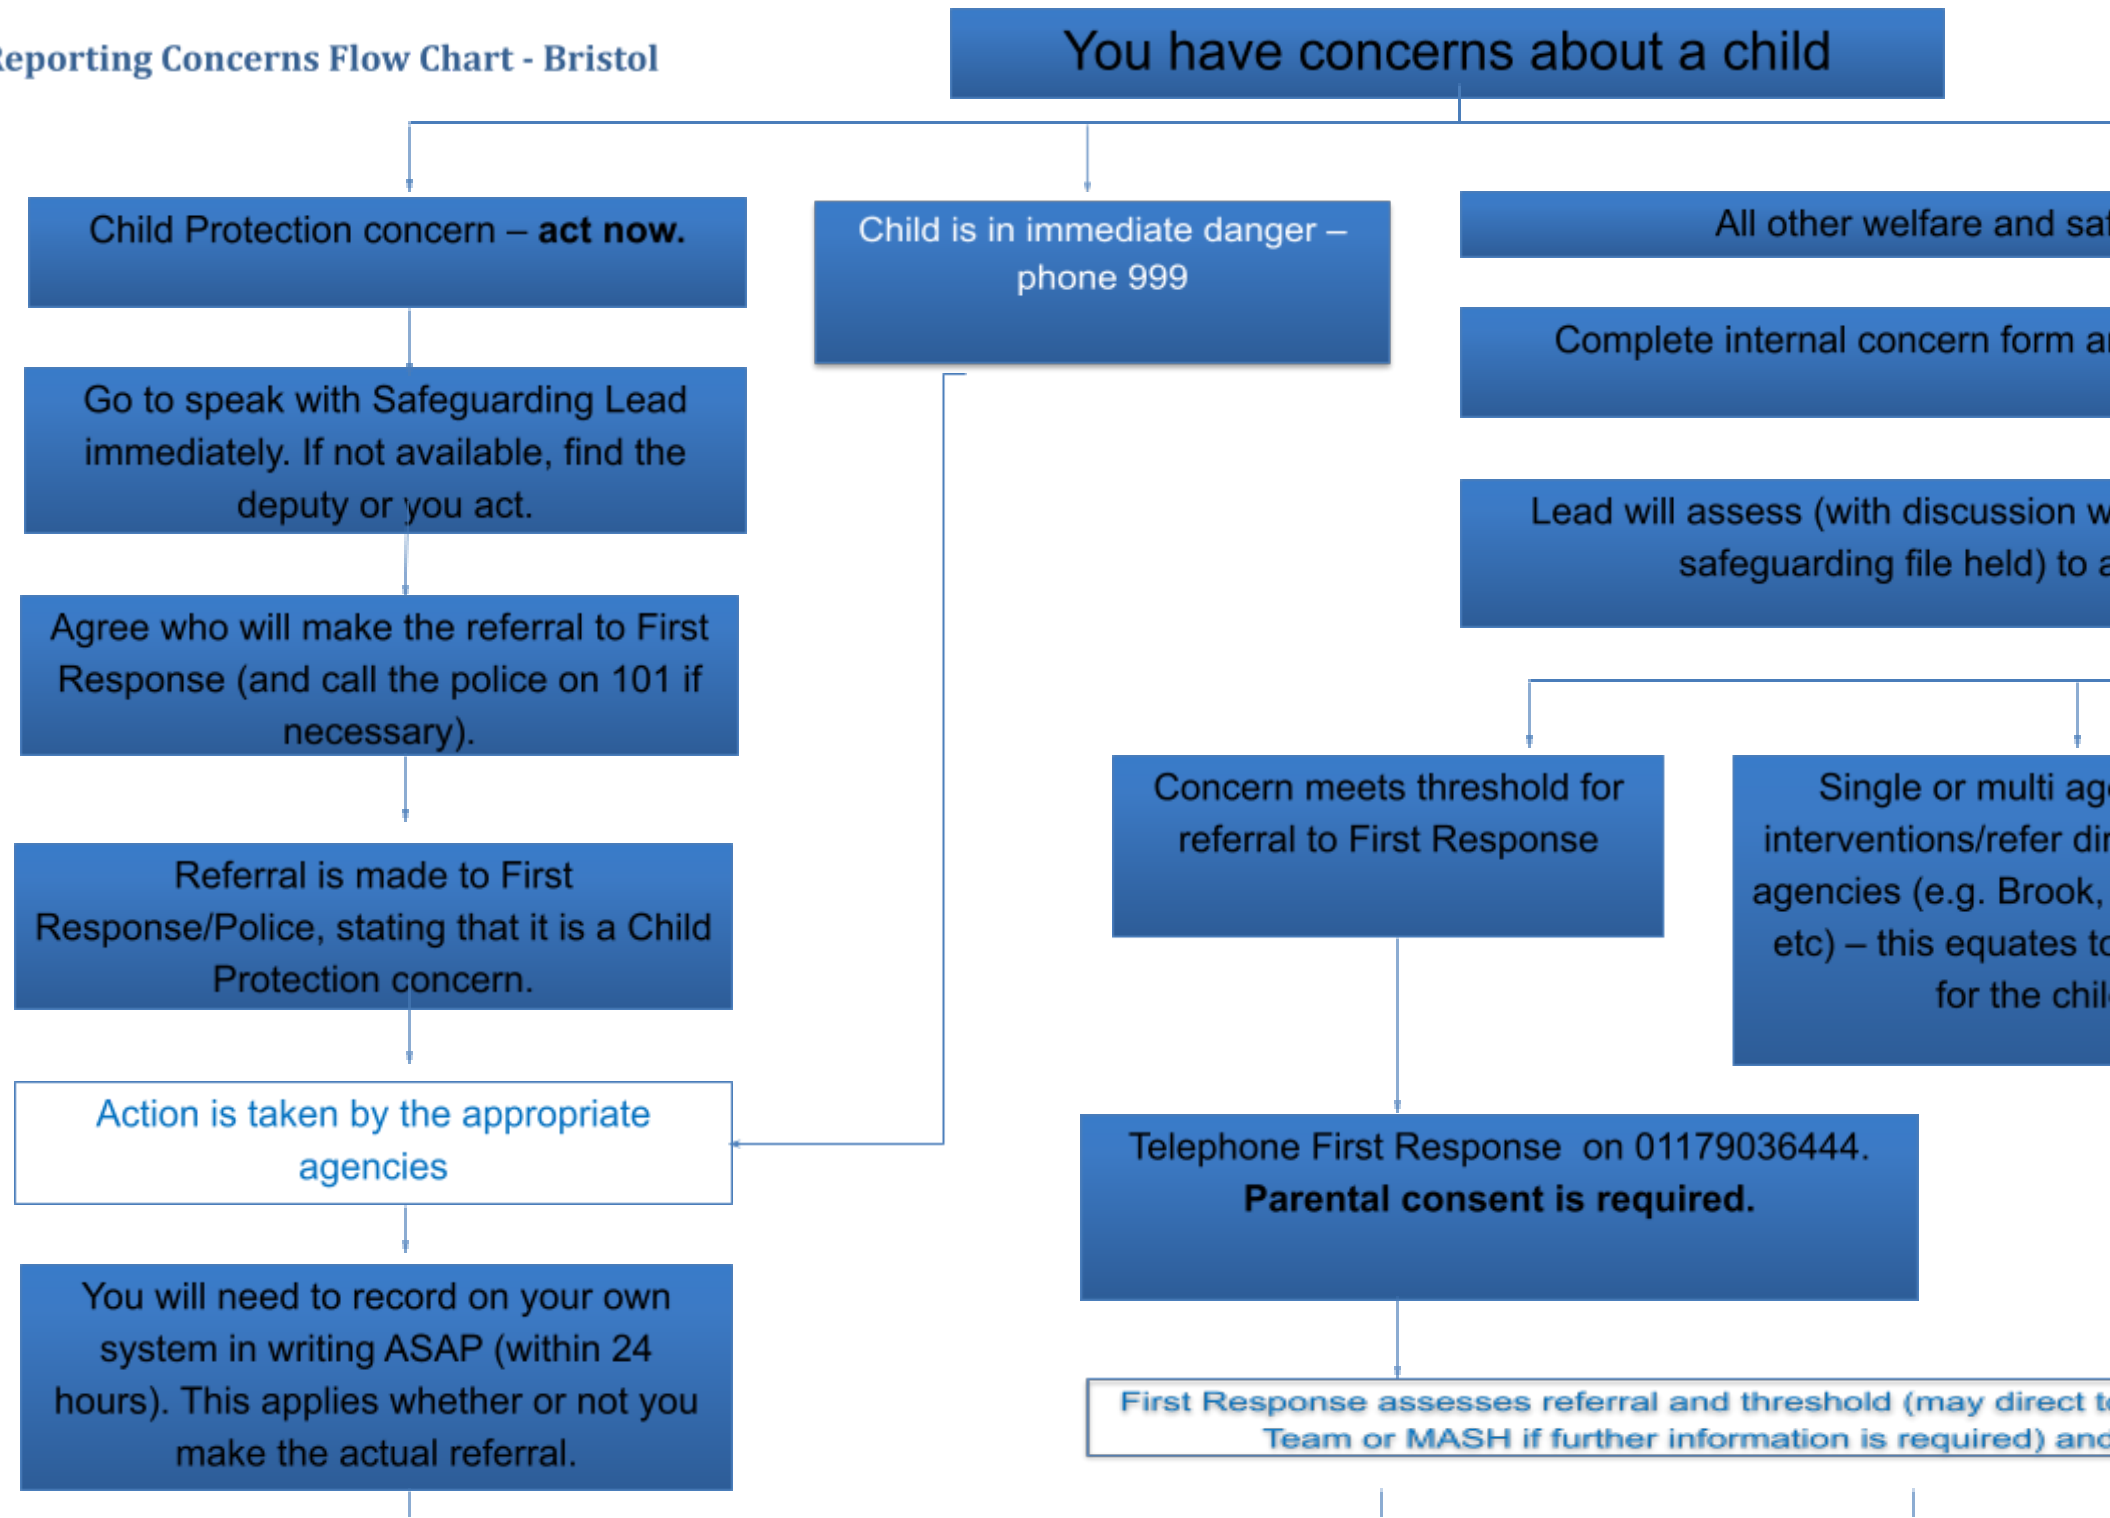 Reporting Concerns Flow Chart - Bristol
You have concerns about a child
Child Protection concern – act now.
Child is in immediate danger –
phone 999
All other welfare and
Complete internal concern form
Go to speak with Safeguarding Lead
immediately. If not available, find the
deputy or you act.
Lead will assess (with discussion
safeguarding file held) to
Agree who will make the referral to First
Response (and call the police on 101 if
necessary).
Concern meets threshold for
referral to First Response
Single or multi
interventions/refer
agencies (e.g. Brook,
etc) – this equates
for the
Referral is made to First
Response/Police, stating that it is a Child
Protection concern.
Action is taken by the appropriate
agencies
Telephone First Response on 01179036444.
Parental consent is required.
You will need to record on your own
system in writing ASAP (within 24
hours). This applies whether or not you
make the actual referral.
First Response assesses referral and threshold (may direct
Team or MASH if further information is required) and